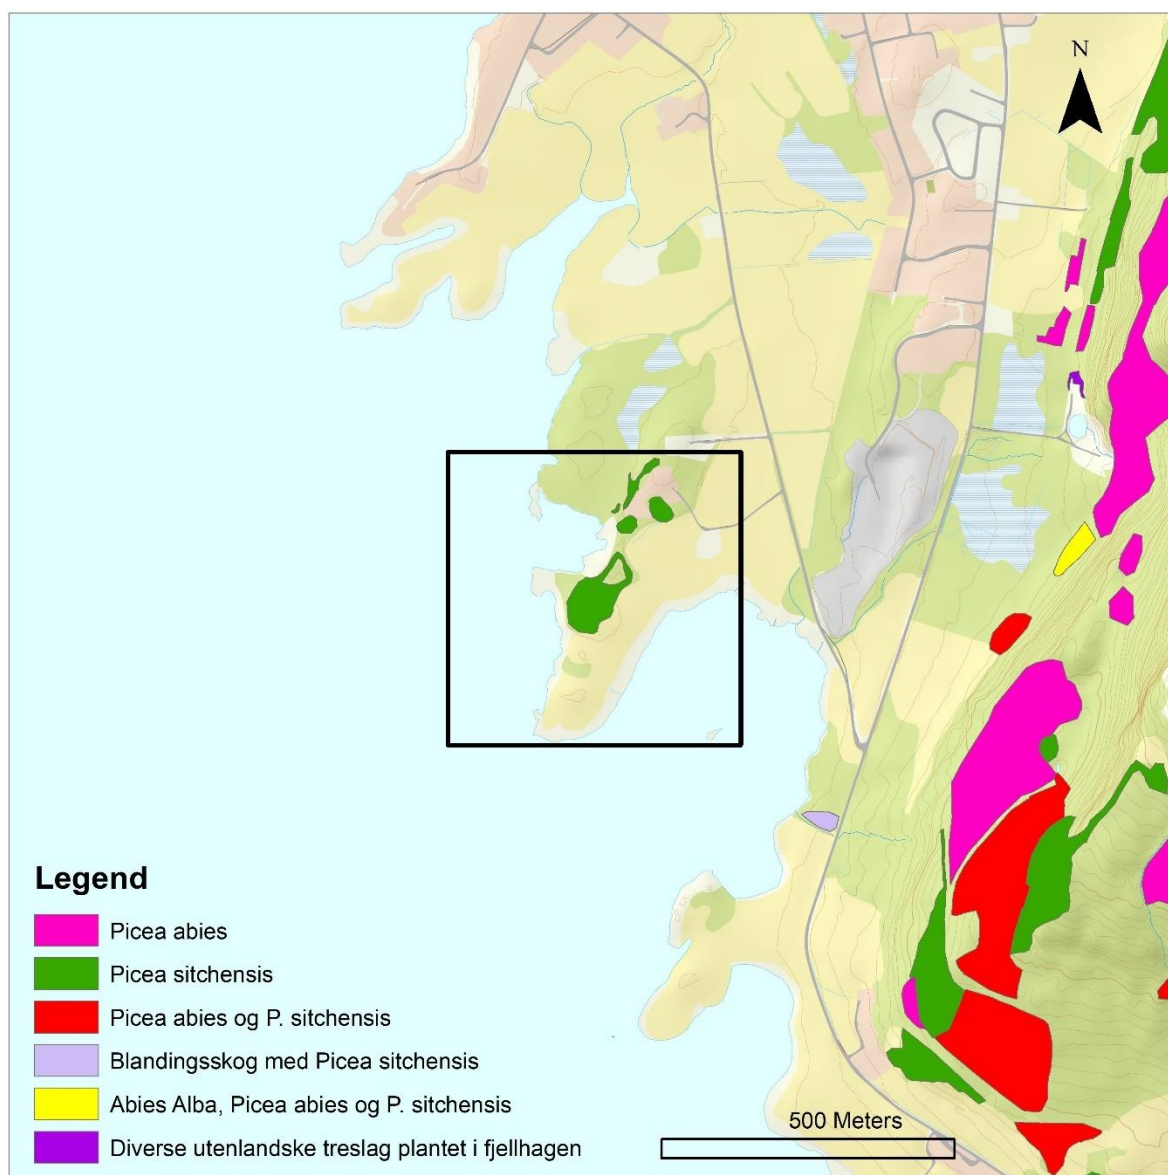 N
Legend
Picea abies
Picea sitchensis
Picea abies og P. sitchensis
Blandingsskog med Picea sitchensis
Abies Alba, Picea abies og P. sitchensis
Diverse utenlandske treslag plantet i fjellhagen
500 Meters